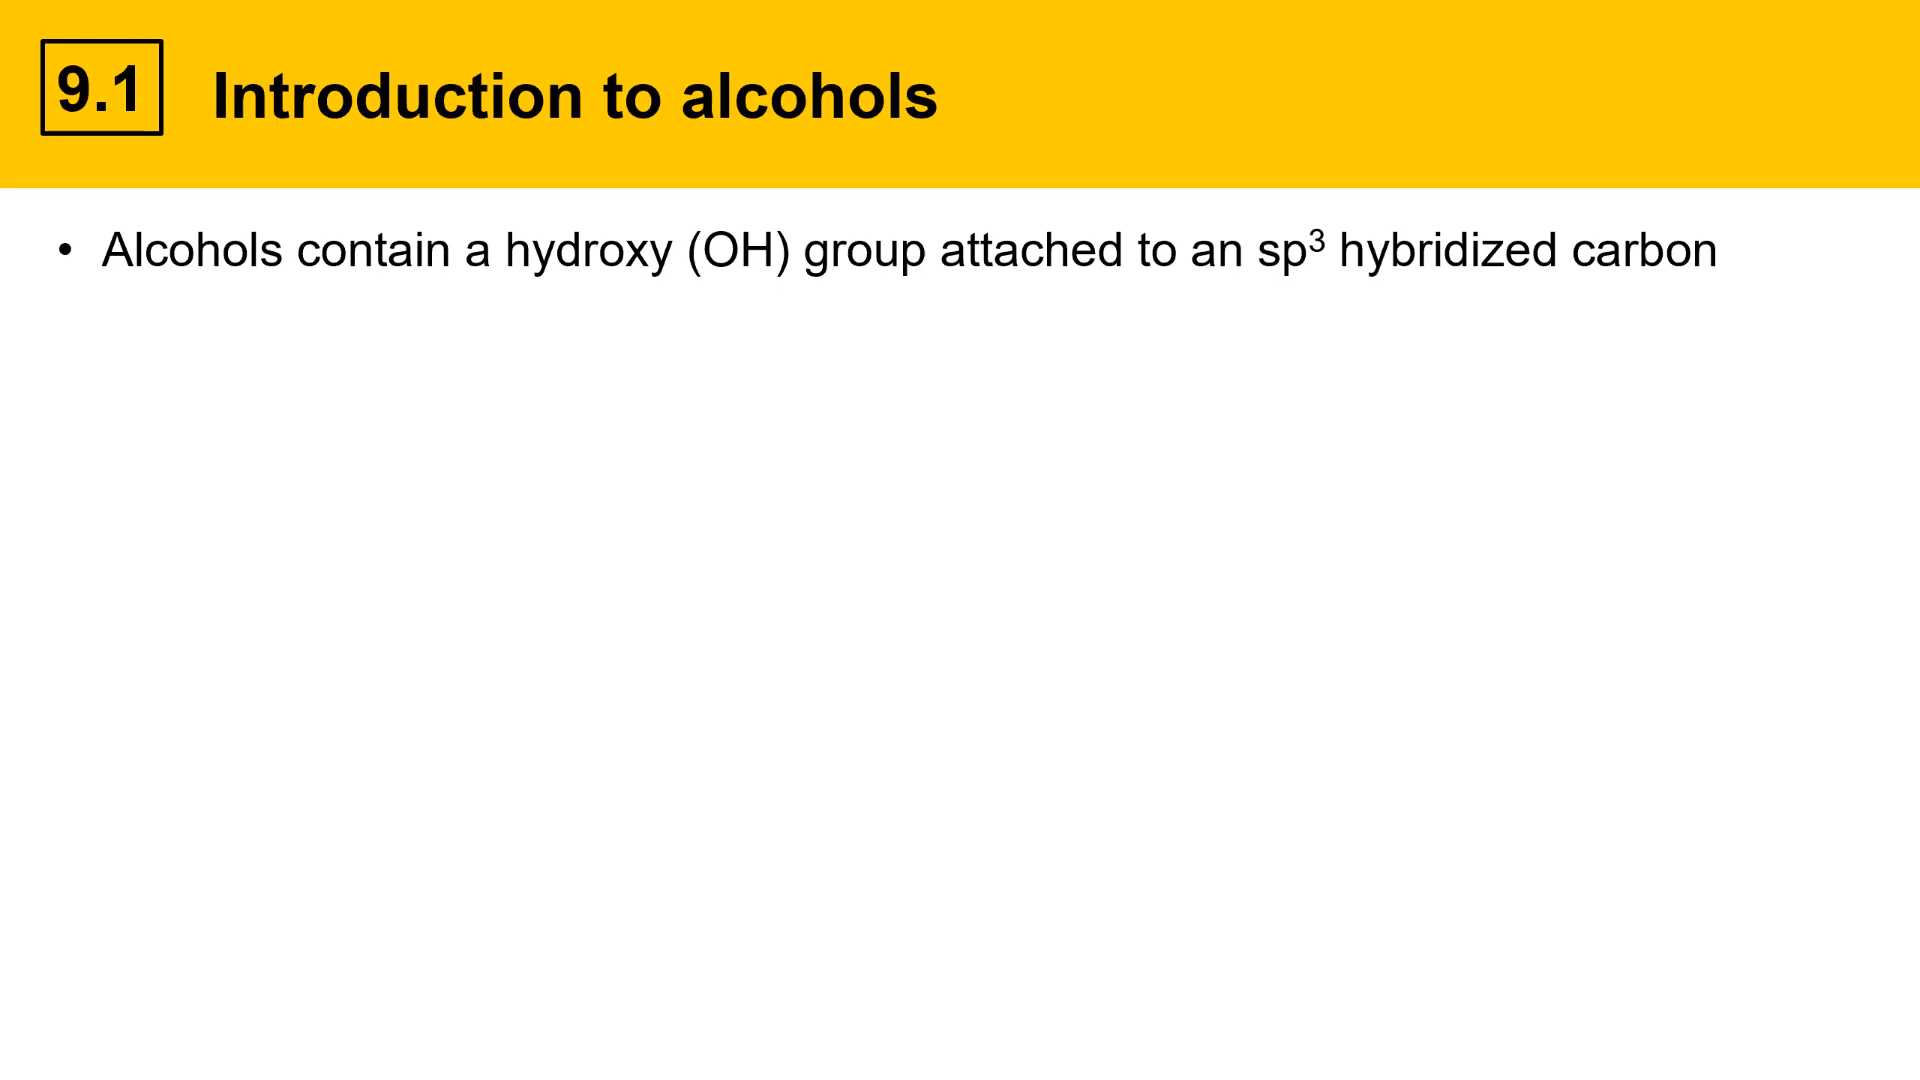 9.1 Introduction to alcohols
• Alcohols contain a hydroxy (OH) group attached to an sp³ hybridized carbon